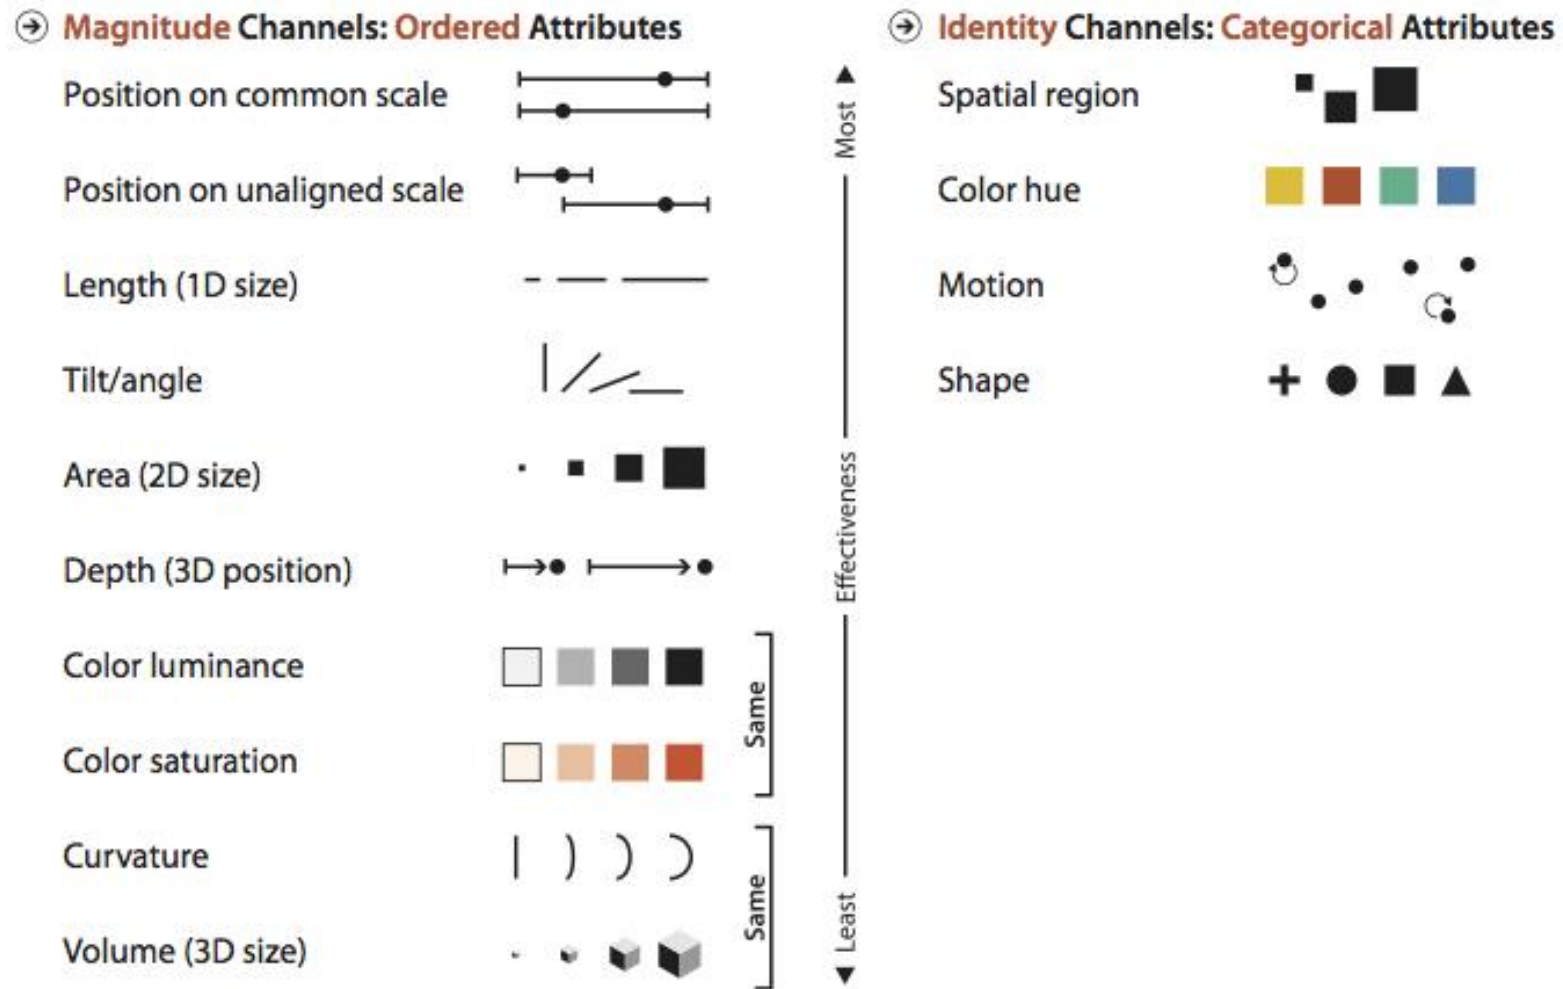 Magnitude Channels: Ordered Attributes
Position on common scale
Position on unaligned scale
Length (1D size)
Tilt/angle
Area (2D size)
Depth (3D position)
Color luminance
Color saturation
Curvature
Volume (3D size)
Same
Same
Most
Effectiveness
Least
Identity Channels: Categorical Attributes
Spatial region
Color hue
Motion
Shape